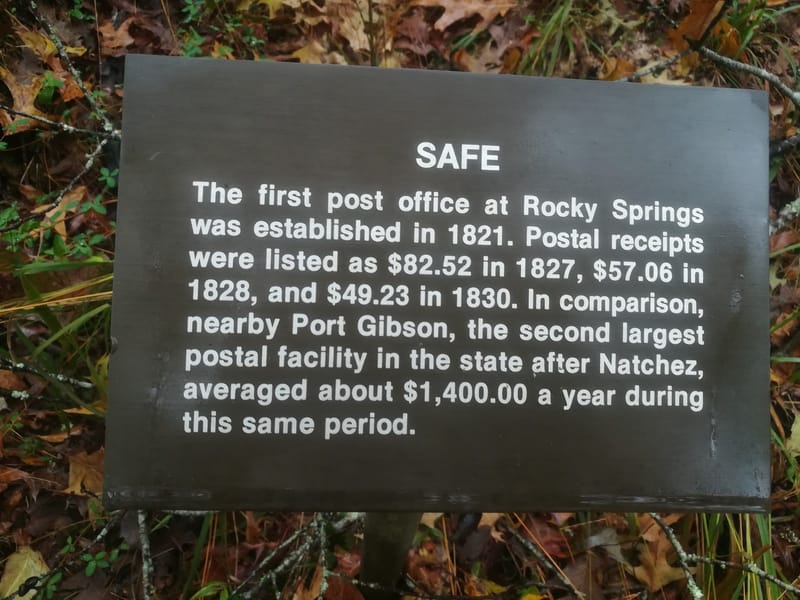 SAFE
The first post office at Rocky Springs
was established in 1821. Postal receipts
were listed as $82.52 in 1827, $57.06 in
1828, and $49.23 in 1830. In comparison,
nearby Port Gibson, the second largest
postal facility in the state after Natchez,
averaged about $1,400.00 a year during
this same period.